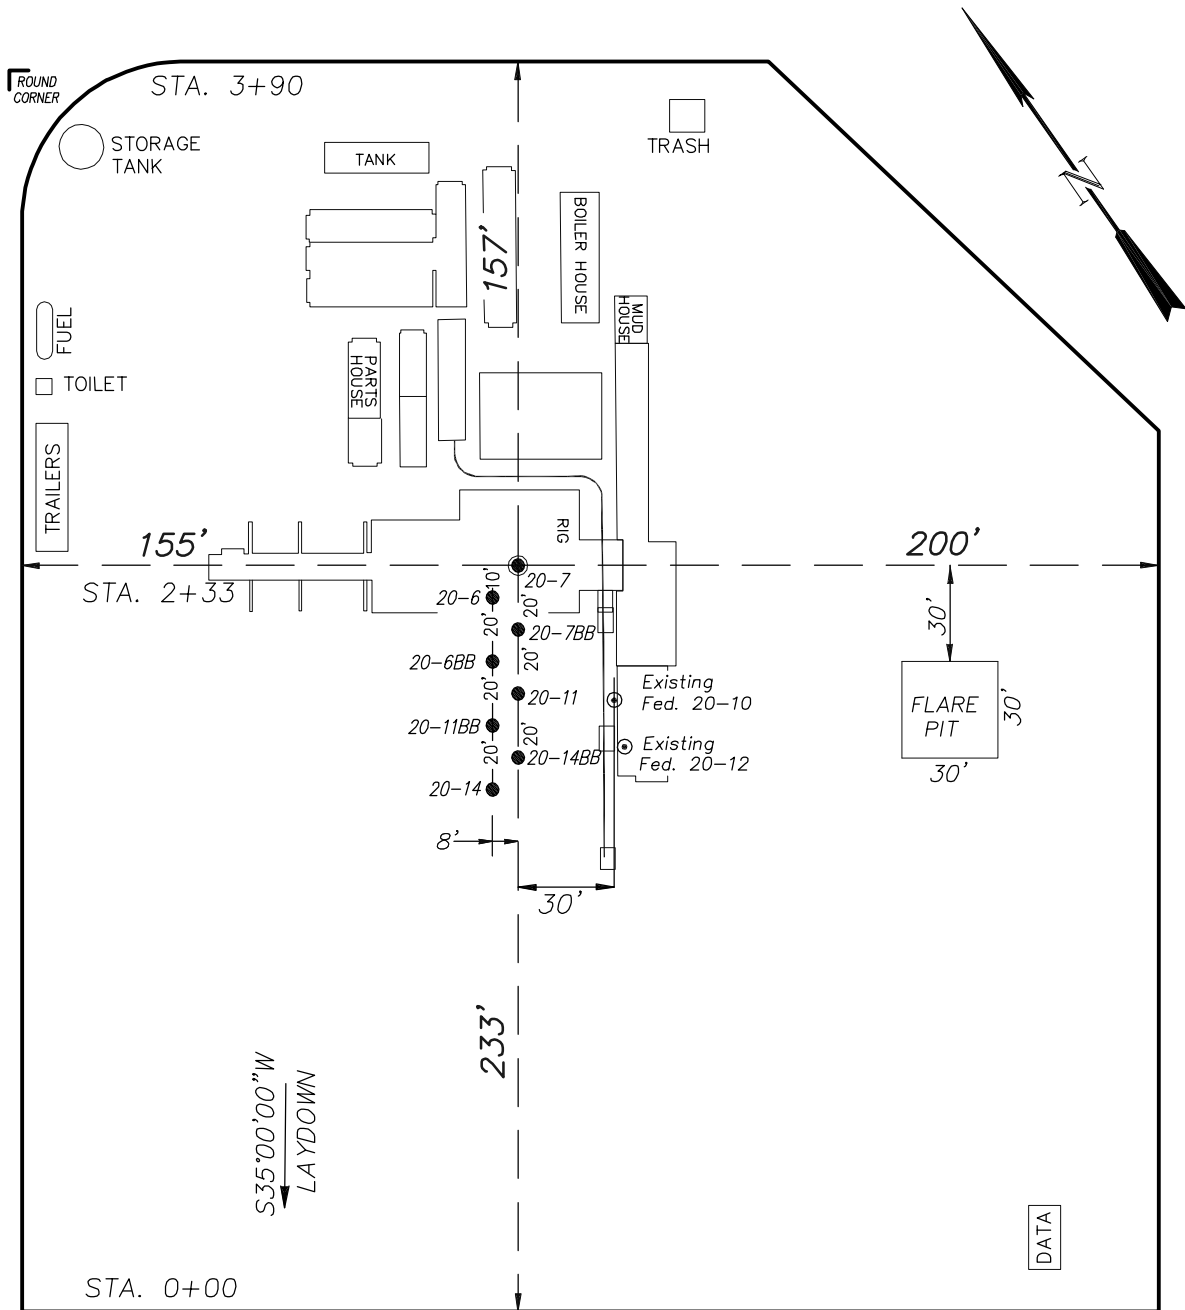 ROUND
CORNER
STA. 3+90
STORAGE
TANK
TANK
TRASH
N
157'
BOILER HOUSE
MUD
HOUSE
FUEL
TOILET
PARTS
HOUSE
TRAILERS
RIG
155'
200'
STA. 2+33
20-7
10'
20-6
20'
30'
20'
20-7BB
20-6BB
20'
20'
20-11
Existing
Fed. 20-10
FLARE
PIT
30'
20-11BB
20'
20'
20-14BB
Existing
Fed. 20-12
30'
20-14
8'
30'
233'
S35°00'00"W
LAYDOWN
DATA
STA. 0+00